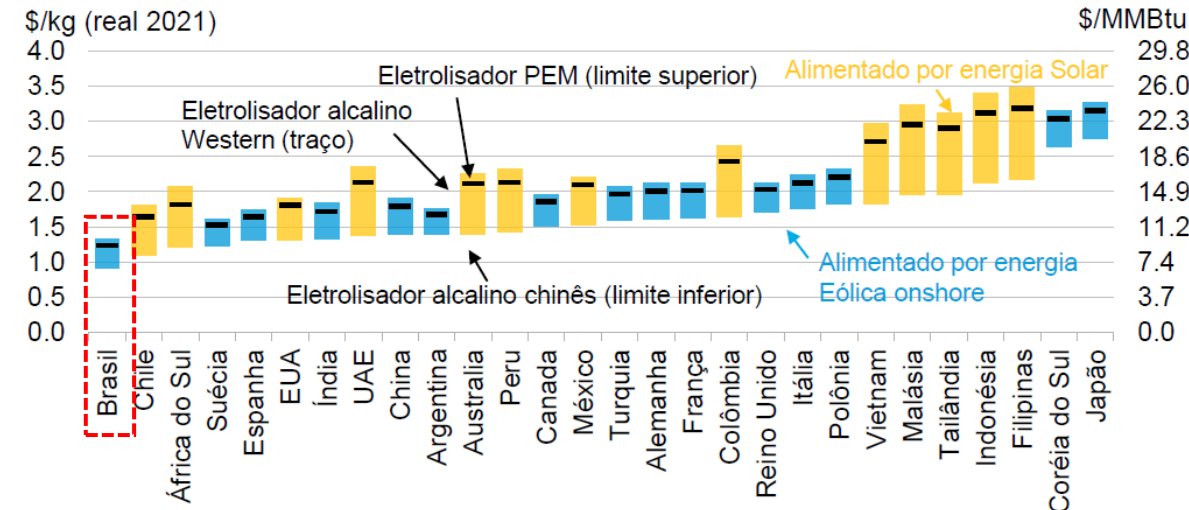 $/kg (real 2021)
$/MMBtu
4.0
3.5
3.0
2.5
2.0
1.5
1.0
0.5
0.0
29.8
26.0
22.3
18.6
14.9
11.2
7.4
3.7
0.0
Eletrolisador PEM (limite superior)
Alimentado por energia Solar
Eletrolisador alcalino
Western (traço)
Eletrolisador alcalino chinês (limite inferior)
Alimentado por energia
Eólica onshore
Brasil
Chile
África do Sul
Suécia
Espanha
EUA
Índia
UAE
China
Argentina
Australia
Peru
Canada
México
Turquia
Alemanha
França
Colômbia
Reino Unido
Itália
Polônia
Vietnam
Malásia
Tailândia
Indonésia
Filipinas
Coréia do Sul
Japão